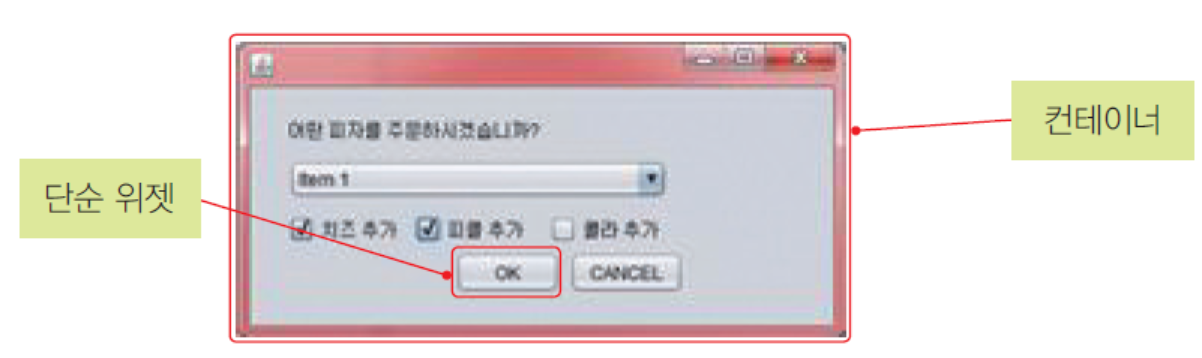 컨테이너
어떤 피자를 주문하시겠습니까?
Item 1
단순 위젯
치즈 추가 피클 추가 콜라 추가
OK CANCEL